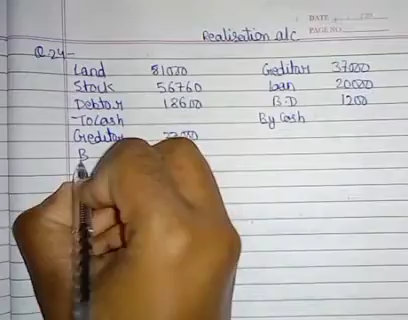 DATE
PAGE NO.
Realisation a/c
Q.24-
Land 81000 Creditor 37000
Stock 56760 loan 20000
Debtor 18600 B.D 1200
-To Cash By Cash
Creditor
B